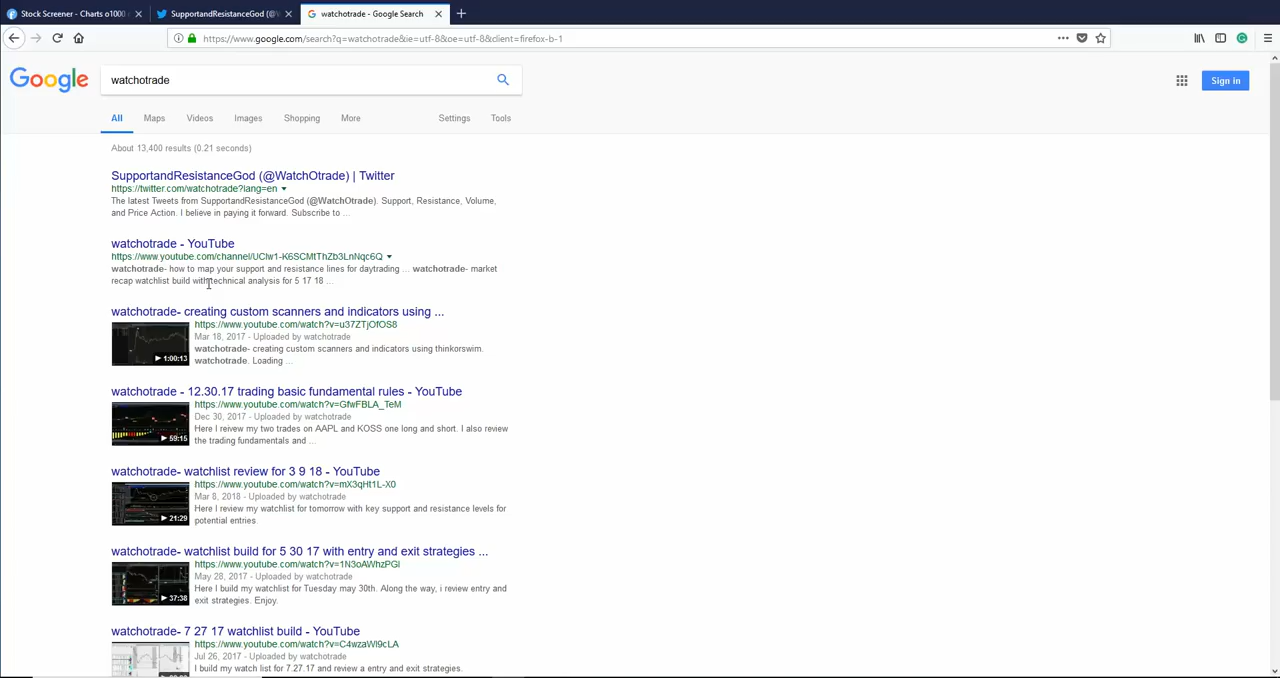 Stock Screener - Charts o1000
SupportandResistanceGod (@W
watchotrade - Google Search
https://www.google.com/search?q=watchotrade&ie=utf-8&oe=utf-8&client=firefox-b-1
Google
watchotrade
Sign in
All Maps Videos Images Shopping More Settings Tools
About 13,400 results (0.21 seconds)
SupportandResistanceGod (@WatchOtrade) | Twitter
https://twitter.com/watchotrade?lang=en
The latest Tweets from SupportandResistanceGod (@WatchOtrade). Support, Resistance, Volume,
and Price Action. I believe in paying it forward. Subscribe to ...
watchotrade - YouTube
https://www.youtube.com/channel/UClw1-K6SCMtThZb3LnNqc6Q
watchotrade- how to map your support and resistance lines for daytrading ... watchotrade- market
recap watchlist build with technical analysis for 5 17 18 ...
watchotrade- creating custom scanners and indicators using ...
https://www.youtube.com/watch?v=u37ZTjOfOS8
Mar 18, 2017 - Uploaded by watchotrade
watchotrade- creating custom scanners and indicators using thinkorswim.
1:00:13
watchotrade. Loading ...
watchotrade - 12.30.17 trading basic fundamental rules - YouTube
https://www.youtube.com/watch?v=GfwFBLA_TeM
Dec 30, 2017 - Uploaded by watchotrade
Here I review my two trades on AAPL and KOSS one long and short. I also review
59:15
the trading fundamentals and ...
watchotrade- watchlist review for 3 9 18 - YouTube
https://www.youtube.com/watch?v=mX3qHt1L-X0
Mar 8, 2018 - Uploaded by watchotrade
Here I review my watchlist for tomorrow with key support and resistance levels for
21:29
potential entries
watchotrade- watchlist build for 5 30 17 with entry and exit strategies ...
https://www.youtube.com/watch?v=1N3oAWhzPGI
May 28, 2017 - Uploaded by watchotrade
Here I build my watchlist for Tuesday may 30th. Along the way, i review entry and
37:38
exit strategies. Enjoy.
watchotrade- 7 27 17 watchlist build - YouTube
https://www.youtube.com/watch?v=C4wzaWl9cLA
Jul 26, 2017 - Uploaded by watchotrade
I build my watch list for 7.27.17 and review a entry and exit strategies.